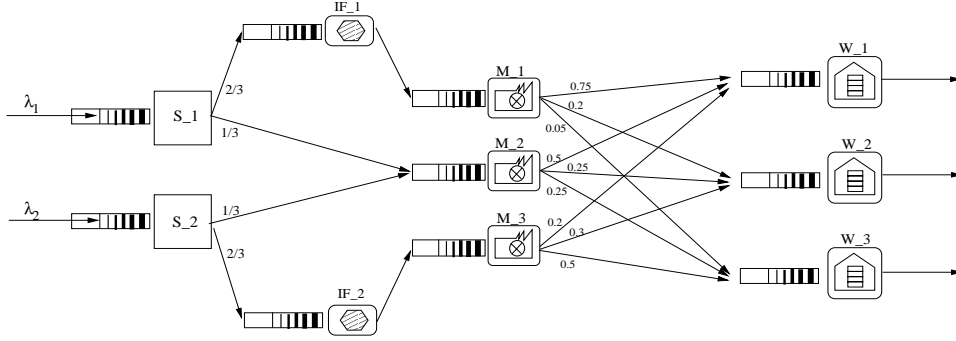 IF_1
W_1
M_1
2/3
0.75
λ1
S_1
0.2
0.05
1/3
M_2
W_2
0.5
0.25
0.25
λ2
S_2
1/3
M_3
0.2
W_3
0.3
2/3
0.5
IF_2